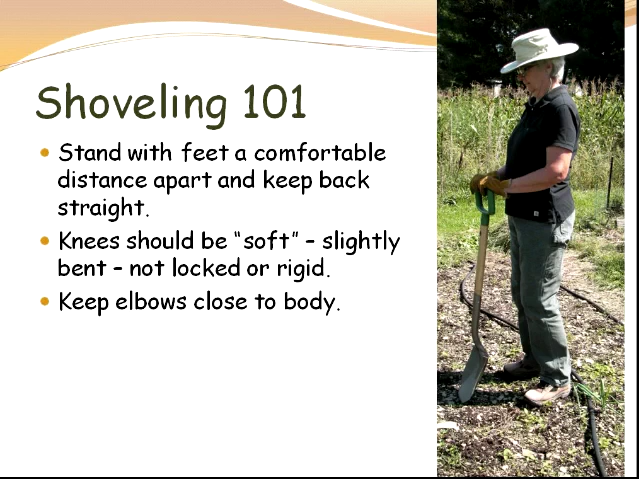 Shoveling 101
Stand with feet a comfortable
distance apart and keep back
straight.
Knees should be “soft” – slightly
bent – not locked or rigid.
Keep elbows close to body.